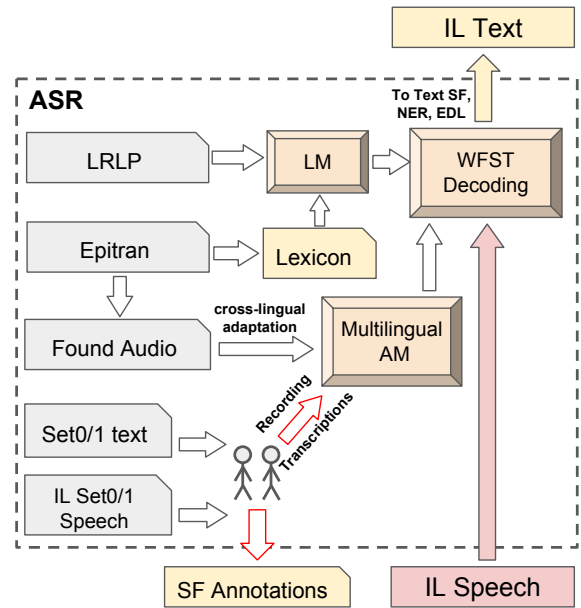 IL Text
ASR
To Text SF,
NER, EDL
LRLP
LM
WFST
Decoding
Epitran
Lexicon
cross-lingual
adaptation
Found Audio
Multilingual
AM
Recording
Transcriptions
Set0/1 text
IL Set0/1
Speech
SF Annotations
IL Speech